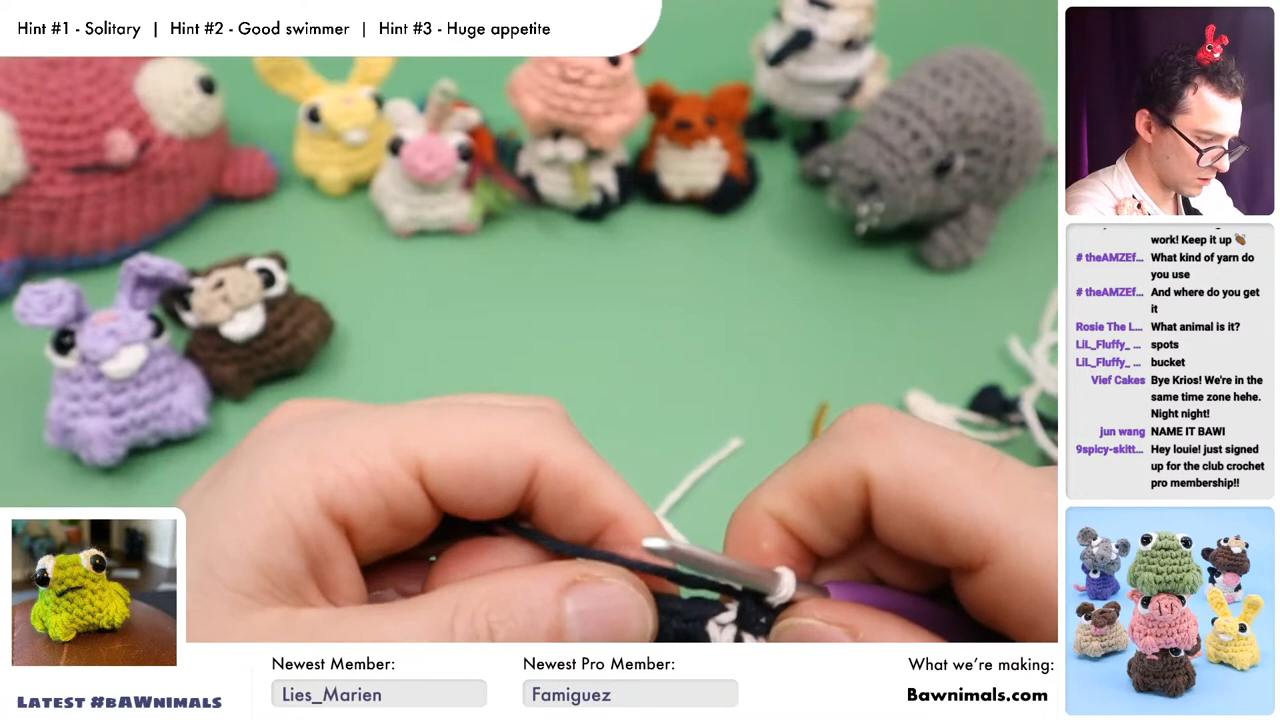 Hint #1 - Solitary | Hint #2 - Good swimmer | Hint #3 - Huge appetite
work! Keep it up
# theAMZEf... What kind of yarn do
you use
# theAMZEf... And where do you get
it
Rosie The L... What animal is it?
LiL_Fluffy_ ... spots
LiL_Fluffy_ ... bucket
Vief Cakes Bye Krios! We're in the
same time zone hehe.
Night night!
jun wang NAME IT BAWI
9spicy-skitt... Hey louie! just signed
up for the club crochet
pro membership!!
Newest Member:
Lies_Marien
Newest Pro Member:
Famiguez
What we're making:
Bawnimals.com
LATEST #BAWNIMALS